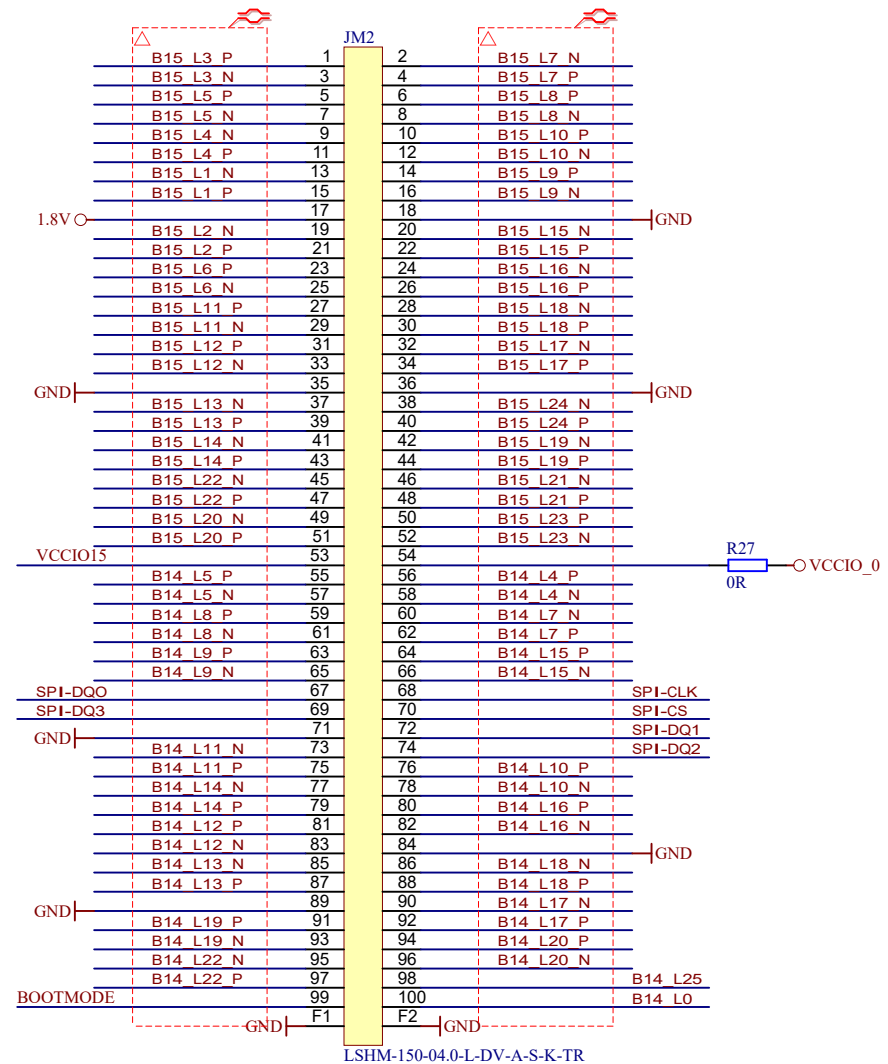 JM2
B15_L3_P 1 2 B15_L7_N
B15_L3_N 3 4 B15_L7_P
B15_L5_P 5 6 B15_L8_P
B15_L5_N 7 8 B15_L8_N
B15_L4_N 9 10 B15_L10_P
B15_L4_P 11 12 B15_L10_N
B15_L1_N 13 14 B15_L9_P
B15_L1_P 15 16 B15_L9_N
1.8V 17 18 GND
B15_L2_N 19 20 B15_L15_N
B15_L2_P 21 22 B15_L15_P
B15_L6_P 23 24 B15_L16_N
B15_L6_N 25 26 B15_L16_P
B15_L11_P 27 28 B15_L18_N
B15_L11_N 29 30 B15_L18_P
B15_L12_P 31 32 B15_L17_N
B15_L12_N 33 34 B15_L17_P
GND 35 36 GND
B15_L13_N 37 38 B15_L24_N
B15_L13_P 39 40 B15_L24_P
B15_L14_N 41 42 B15_L19_N
B15_L14_P 43 44 B15_L19_P
B15_L22_N 45 46 B15_L21_N
B15_L22_P 47 48 B15_L21_P
B15_L20_N 49 50 B15_L23_P
B15_L20_P 51 52 B15_L23_N
VCCIO15 53 54 R27 0R VCCIO_0
B14_L5_P 55 56 B14_L4_P
B14_L5_N 57 58 B14_L4_N
B14_L8_P 59 60 B14_L7_N
B14_L8_N 61 62 B14_L7_P
B14_L9_P 63 64 B14_L15_P
B14_L9_N 65 66 B14_L15_N
SPI-DQ0 67 68 SPI-CLK
SPI-DQ3 69 70 SPI-CS
GND 71 72 SPI-DQ1
B14_L11_N 73 74 SPI-DQ2
B14_L11_P 75 76 B14_L10_P
B14_L14_N 77 78 B14_L10_N
B14_L14_P 79 80 B14_L16_P
B14_L12_P 81 82 B14_L16_N
B14_L12_N 83 84 GND
B14_L13_N 85 86 B14_L18_N
B14_L13_P 87 88 B14_L18_P
GND 89 90 B14_L17_N
B14_L19_P 91 92 B14_L17_P
B14_L19_N 93 94 B14_L20_P
B14_L22_N 95 96 B14_L20_N
B14_L22_P 97 98 B14_L25
BOOTMODE 99 100 B14_L0
GND F1 F2 GND
LSHM-150-04.0-L-DV-A-S-K-TR